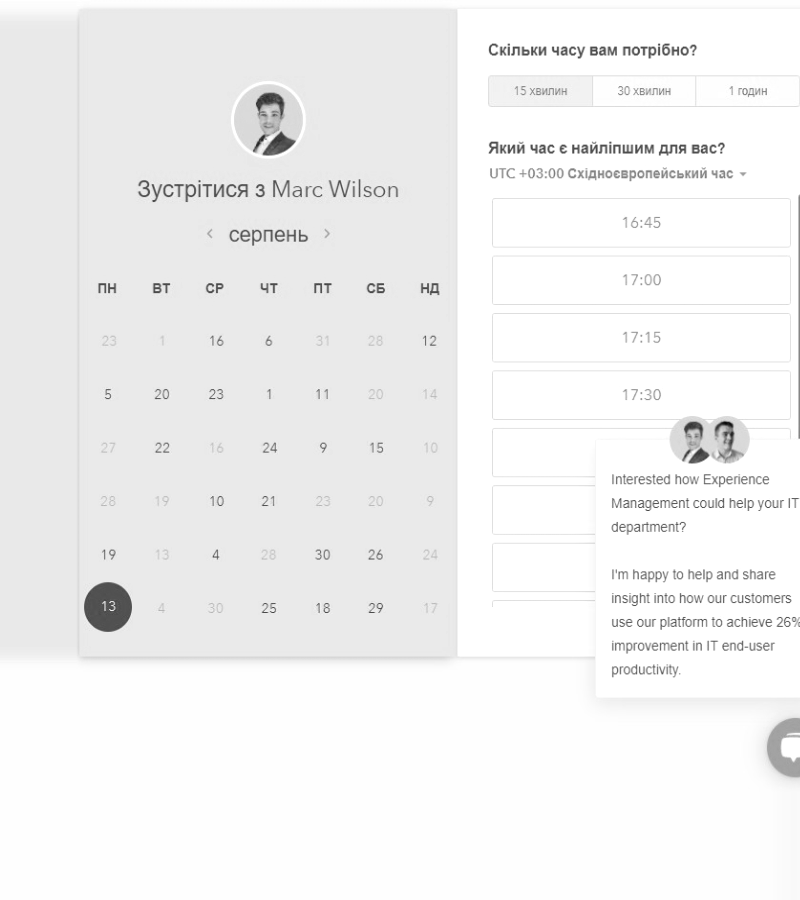 Зустрітися з Marc Wilson
серпень
ПН ВТ СР ЧТ ПТ СБ НД
23 1 16 6 31 28 12
5 20 23 1 11 20 14
27 22 16 24 9 15 10
28 19 10 21 23 20 9
19 13 4 28 30 26 24
13 4 30 25 18 29 17
Скільки часу вам потрібно?
15 хвилин 30 хвилин 1 годин
Який час є найліпшим для вас?
UTC +03:00 Східноєвропейський час
16:45
17:00
17:15
17:30
Interested how Experience
Management could help your IT
department?
I'm happy to help and share
insight into how our customers
use our platform to achieve 26%
improvement in IT end-user
productivity.